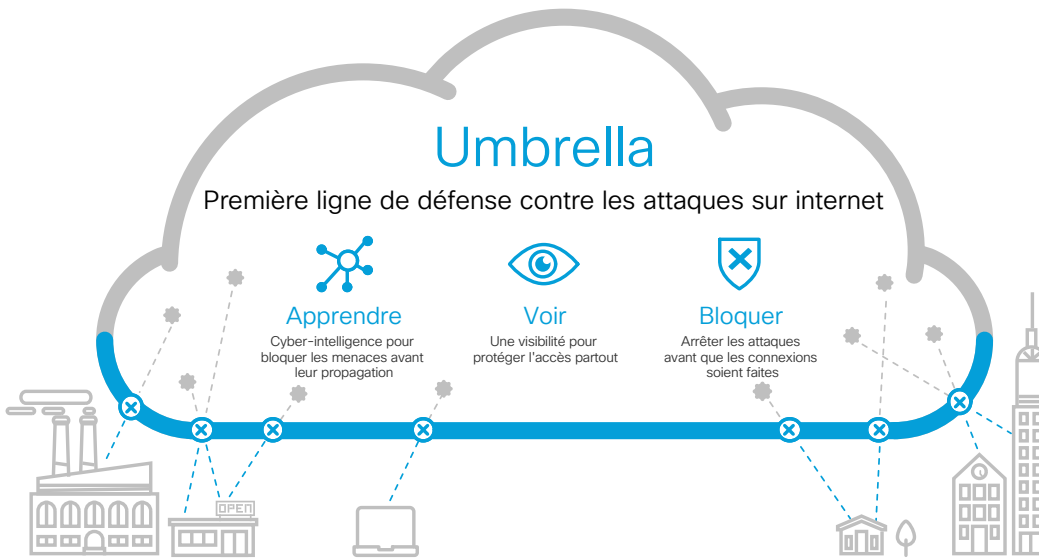 Umbrella
Première ligne de défense contre les attaques sur internet
Apprendre
Cyber-intelligence pour
bloquer les menaces avant
leur propagation
Voir
Une visibilité pour
protéger l'accès partout
Bloquer
Arrêter les attaques
avant que les connexions
soient faites
OPEN